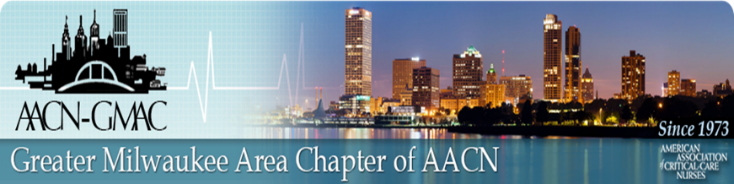 AACN-GMAC
Since 1973
Greater Milwaukee Area Chapter of AACN
AMERICAN
ASSOCIATION
of CRITICAL-CARE
NURSES